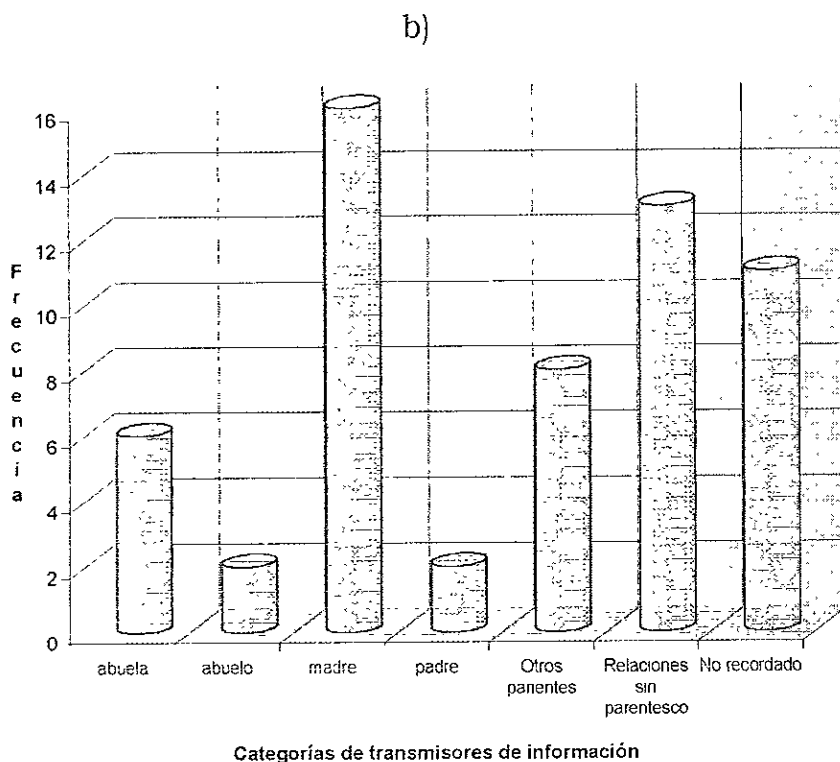 b)
16
14
12
10
8
6
4
2
0
Frecuencia
abuela abuelo madre padre Otros parientes Relaciones sin parentesco No recordado
Categorías de transmisores de información